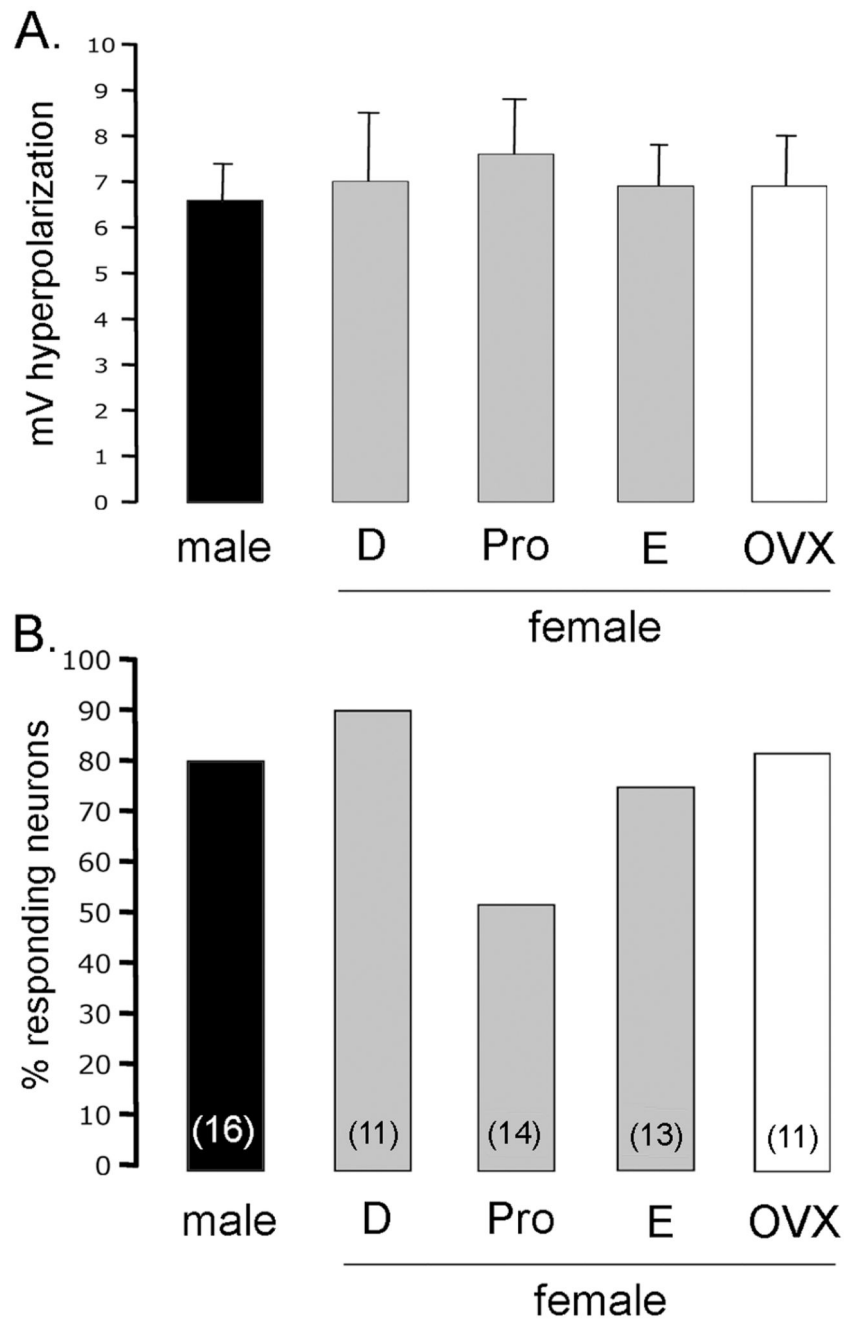 A.
10
9
8
7
6
5
4
3
2
1
0
mV hyperpolarization
male D Pro E OVX
female
B.
100
90
80
70
60
50
40
30
20
10
0
% responding neurons
(16) (11) (14) (13) (11)
male D Pro E OVX
female